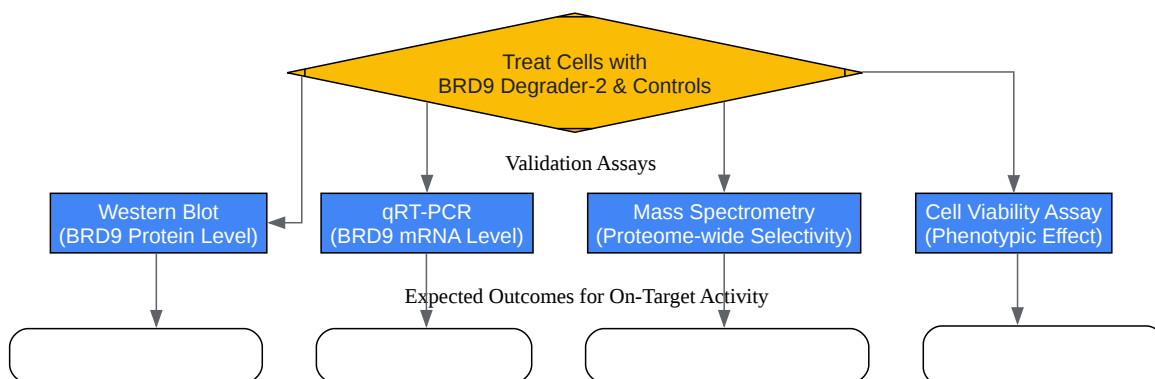 Treat Cells with
BRD9 Degrader-2 & Controls
Validation Assays
Western Blot
(BRD9 Protein Level)
qRT-PCR
(BRD9 mRNA Level)
Mass Spectrometry
(Proteome-wide Selectivity)
Cell Viability Assay
(Phenotypic Effect)
Expected Outcomes for On-Target Activity